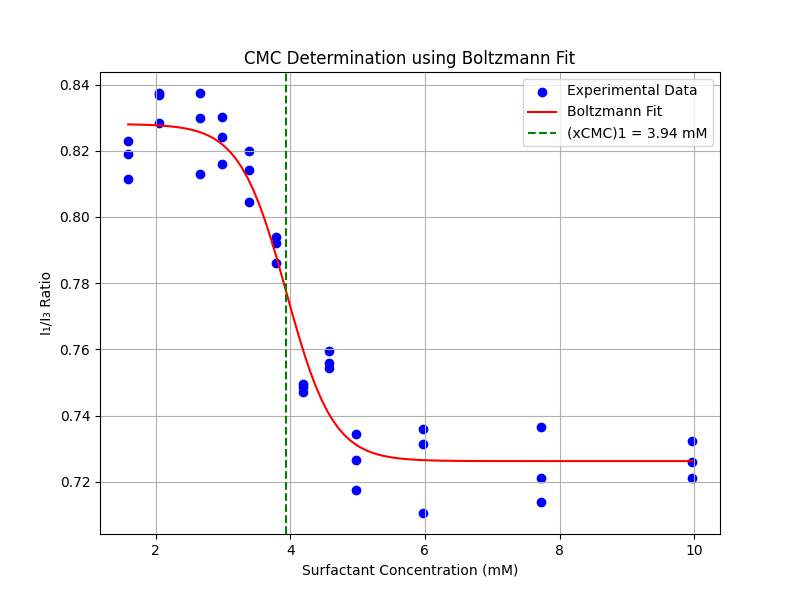 CMC Determination using Boltzmann Fit
Experimental Data
Boltzmann Fit
(xCMC)1 = 3.94 mM
I₁/I₃ Ratio
0.84
0.82
0.80
0.78
0.76
0.74
0.72
2 4 6 8 10
Surfactant Concentration (mM)